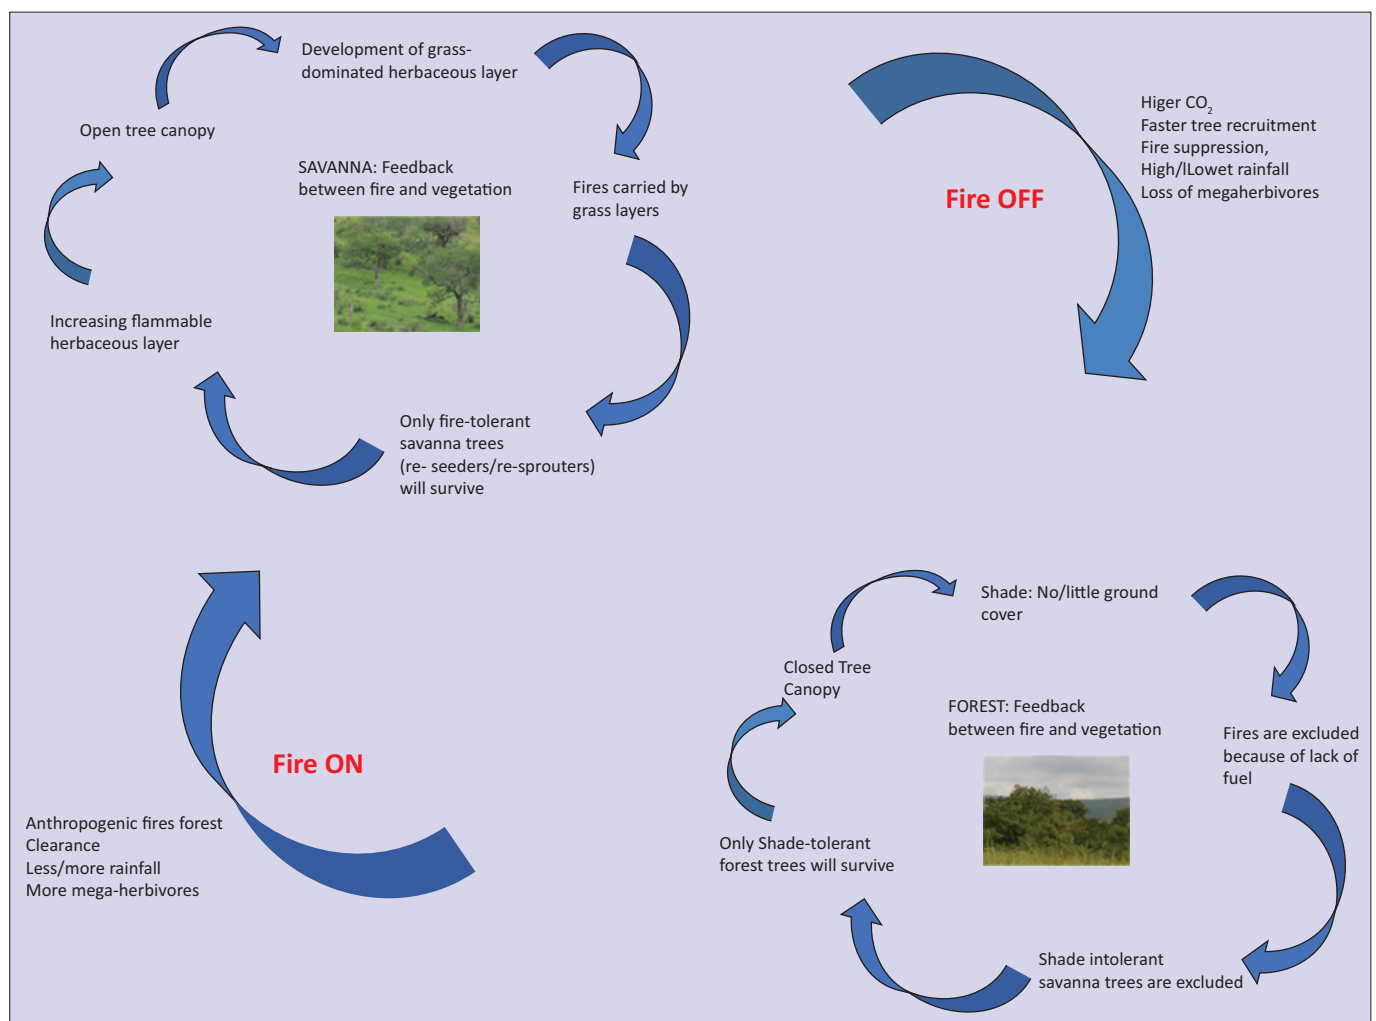 Development of grass-
dominated herbaceous layer
Open tree canopy
SAVANNA: Feedback
between fire and vegetation
Fires carried by
grass layers
Increasing flammable
herbaceous layer
Only fire-tolerant
savanna trees
(re- seeders/re-sprouters)
will survive
Higer CO2
Faster tree recruitment
Fire suppression,
High/lLowet rainfall
Loss of megaherbivores
Fire OFF
Fire ON
Anthropogenic fires forest
Clearance
Less/more rainfall
More mega-herbivores
Shade: No/little ground
cover
Closed Tree
Canopy
FOREST: Feedback
between fire and vegetation
Fires are excluded
because of lack of
fuel
Only Shade-tolerant
forest trees will survive
Shade intolerant
savanna trees are excluded